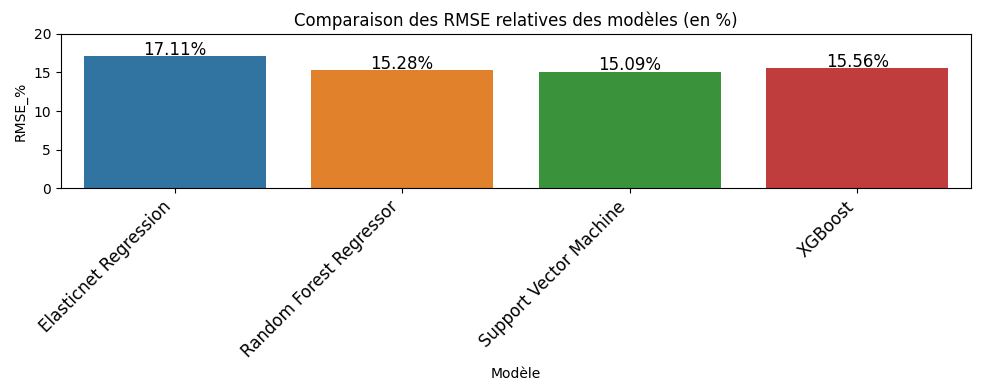 Comparaison des RMSE relatives des modèles (en %)
RMSE_%
20
15
10
5
0
17.11%
15.28%
15.09%
15.56%
Elasticnet Regression
Random Forest Regressor
Support Vector Machine
XGBoost
Modèle